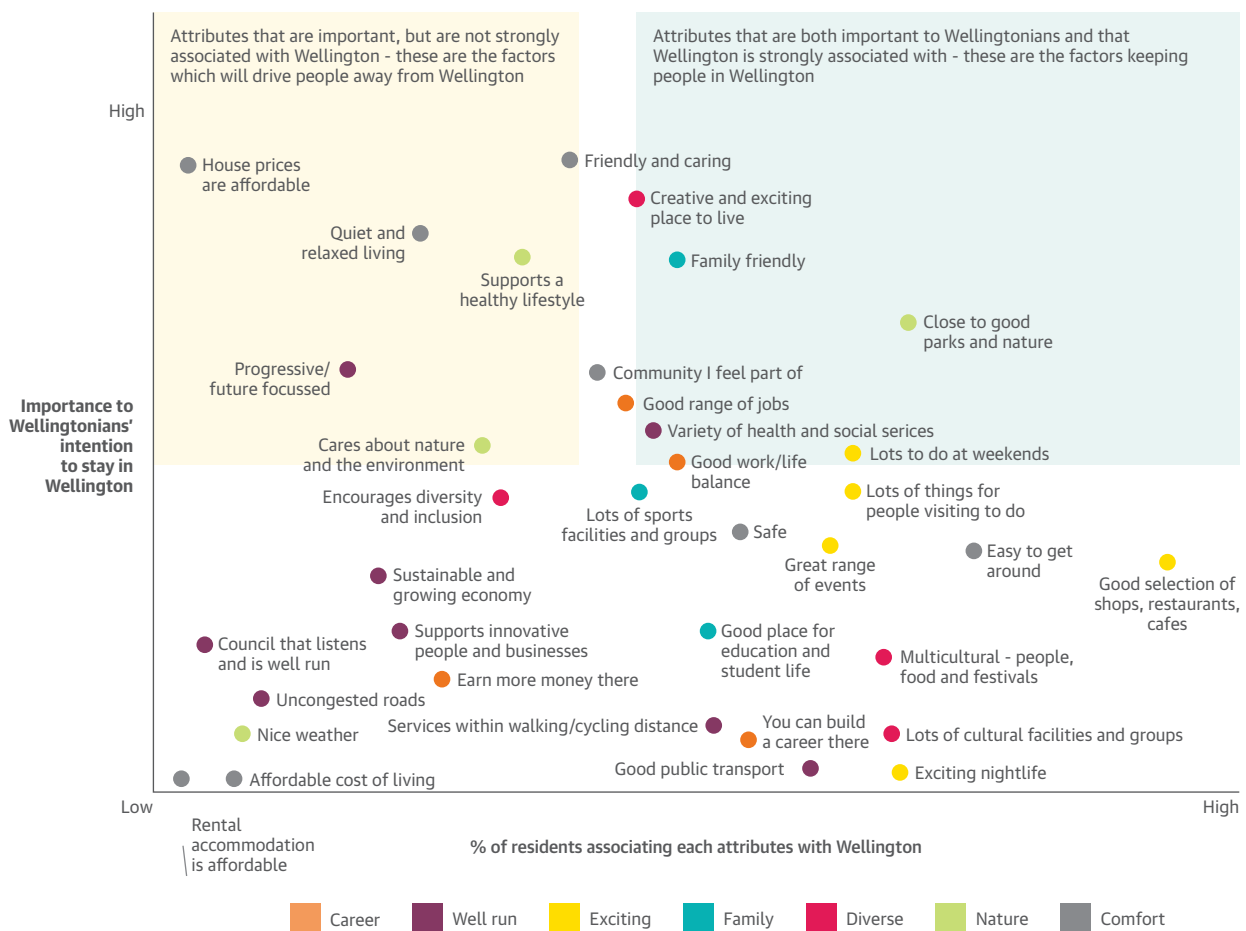 Attributes that are important, but are not strongly
associated with Wellington - these are the factors
which will drive people away from Wellington
Attributes that are both important to Wellingtonians and that
Wellington is strongly associated with - these are the factors keeping
people in Wellington
High
House prices
are affordable
Friendly and caring
Creative and exciting
place to live
Quiet and
relaxed living
Family friendly
Supports a
healthy lifestyle
Close to good
parks and nature
Progressive/
future focussed
Community I feel part of
Good range of jobs
Importance to
Wellingtonians'
intention
to stay in
Wellington
Variety of health and social serices
Cares about nature
and the environment
Lots to do at weekends
Good work/life
balance
Encourages diversity
and inclusion
Lots of things for
people visiting to do
Lots of sports
facilities and groups
Safe
Great range
of events
Easy to get
around
Good selection of
shops, restaurants,
cafes
Sustainable and
growing economy
Council that listens
and is well run
Supports innovative
people and businesses
Good place for
education and
student life
Multicultural - people,
food and festivals
Earn more money there
Uncongested roads
Services within walking/cycling distance
You can build
a career there
Nice weather
Lots of cultural facilities and groups
Good public transport
Exciting nightlife
Affordable cost of living
Low
High
Rental
accommodation
is affordable
% of residents associating each attributes with Wellington
Career
Well run
Exciting
Family
Diverse
Nature
Comfort